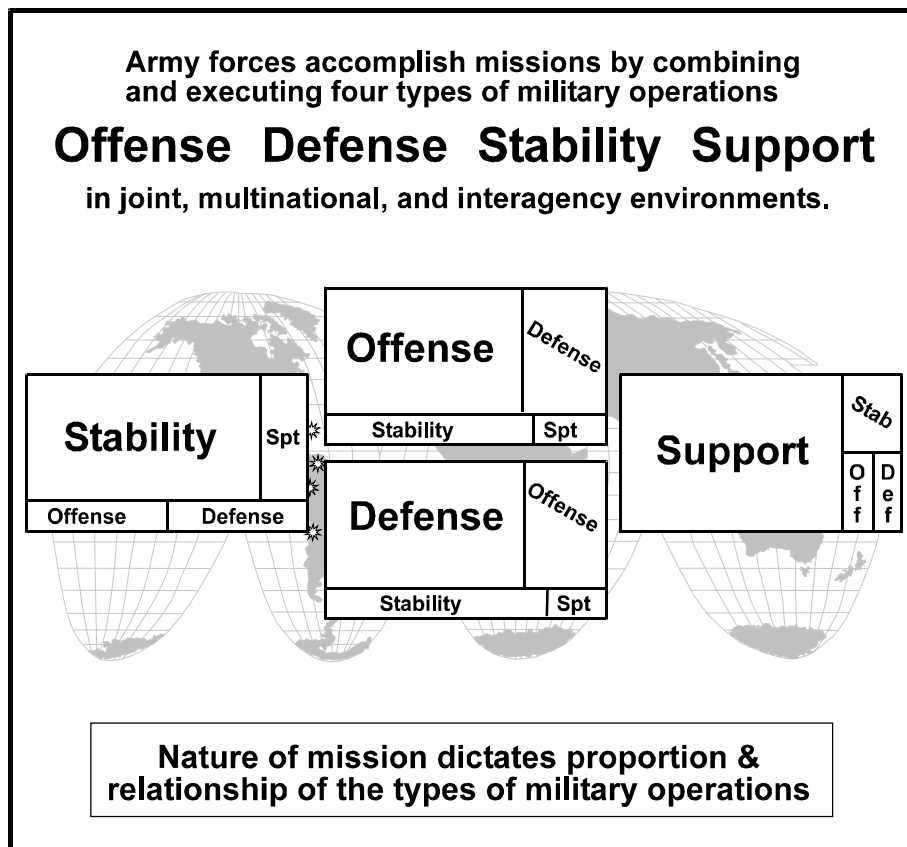 Army forces accomplish missions by combining
and executing four types of military operations
Offense Defense Stability Support
in joint, multinational, and interagency environments.
Offense
Defense
Stability
Spt
Stability
Spt
Offense
Defense
Defense
Offense
Stability
Spt
Support
Stab
Off
Def
Nature of mission dictates proportion &
relationship of the types of military operations